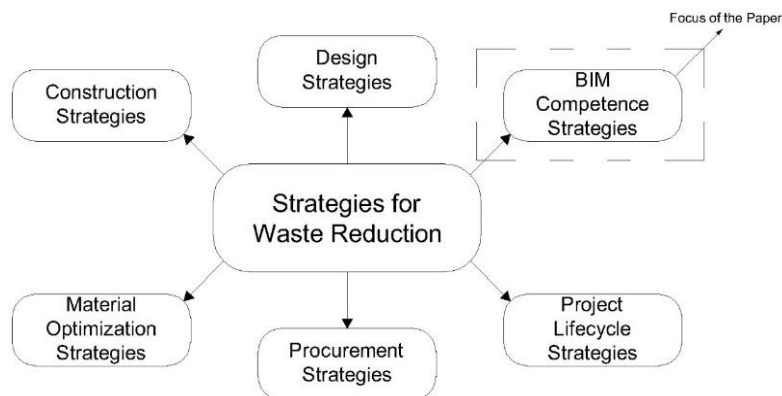 Focus of the Paper
Design
Strategies
BIM
Competence
Strategies
Construction
Strategies
Strategies for
Waste Reduction
Material
Optimization
Strategies
Procurement
Strategies
Project
Lifecycle
Strategies